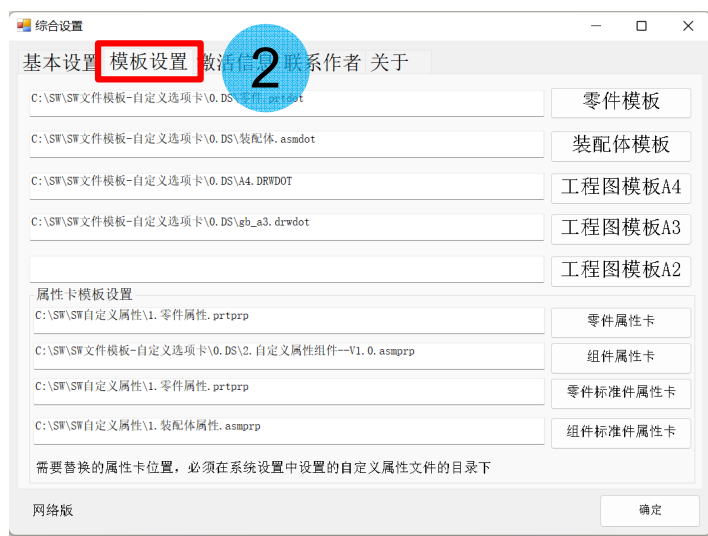 综合设置
基本设置 模板设置 激活信息 联系作者 关于
2
C:\SW\SW文件模板-自定义选项卡\0.DS\零件.prtdot
零件模板
C:\SW\SW文件模板-自定义选项卡\0.DS\装配体.asmdot
装配体模板
C:\SW\SW文件模板-自定义选项卡\0.DS\A4.DRWDOT
工程图模板A4
C:\SW\SW文件模板-自定义选项卡\0.DS\gb_a3.drwdot
工程图模板A3
工程图模板A2
属性卡模板设置
C:\SW\SW自定义属性\1.零件属性.prtprp
零件属性卡
C:\SW\SW文件模板-自定义选项卡\0.DS\2.自定义属性组件--V1.0.asmprp
组件属性卡
C:\SW\SW自定义属性\1.零件属性.prtprp
零件标准件属性卡
C:\SW\SW自定义属性\1.装配体属性.asmprp
组件标准件属性卡
需要替换的属性卡位置，必须在系统设置中设置的自定义属性文件的目录下
网络版
确定